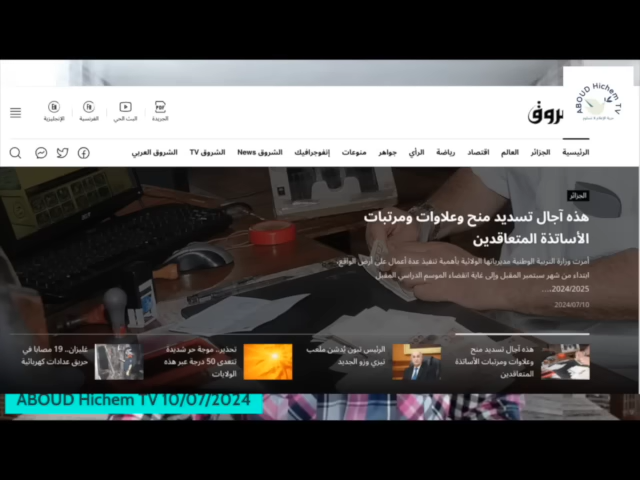 ABOUD Hichem TV
الشروق
PDF
الجريدة
البث الحي
Fr
الفرنسية
En
الإنجليزية
الرئيسية الجزائر العالم اقتصاد رياضة الرأي جواهر منوعات إنفوجرافيك الشروق News الشروق TV الشروق العربي
الجزائر
هذه آجال تسديد منح وعلاوات ومرتبات
الأساتذة المتعاقدين
أمرت وزارة التربية الوطنية مديرياتها الولائية بأهمية تنفيذ عدة أعمال على أرض الواقع،
ابتداء من شهر سبتمبر المقبل وإلى غاية انقضاء الموسم الدراسي المقبل
2024/2025،...
2024/07/10
هذه آجال تسديد منح
وعلاوات ومرتبات الأساتذة
المتعاقدين
الرئيس تبون يُدشن ملعب
تيزي وزو الجديد
تحذير.. موجة حر شديدة
تتعدى 50 درجة عبر هذه
الولايات
غليزان.. 19 مصابا في
حريق عدادات كهربائية
ABOUD Hichem TV 10/07/2024